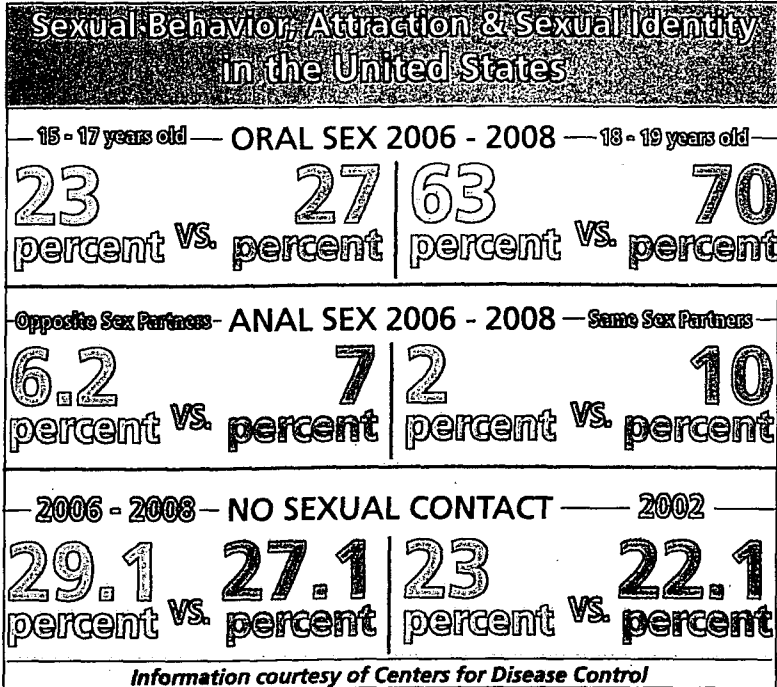 Sexual Behavior, Attraction & Sexual Identity
in the United States
15 - 17 years old ORAL SEX 2006 - 2008 18 - 19 years old
23 percent vs. 27 percent 63 percent vs. 70 percent
Opposite Sex Partners ANAL SEX 2006 - 2008 Same Sex Partners
6.2 percent vs. 7 percent 2 percent vs. 10 percent
2006 - 2008 NO SEXUAL CONTACT 2002
29.1 percent vs. 27.1 percent 23 percent vs. 22.1 percent
Information courtesy of Centers for Disease Control